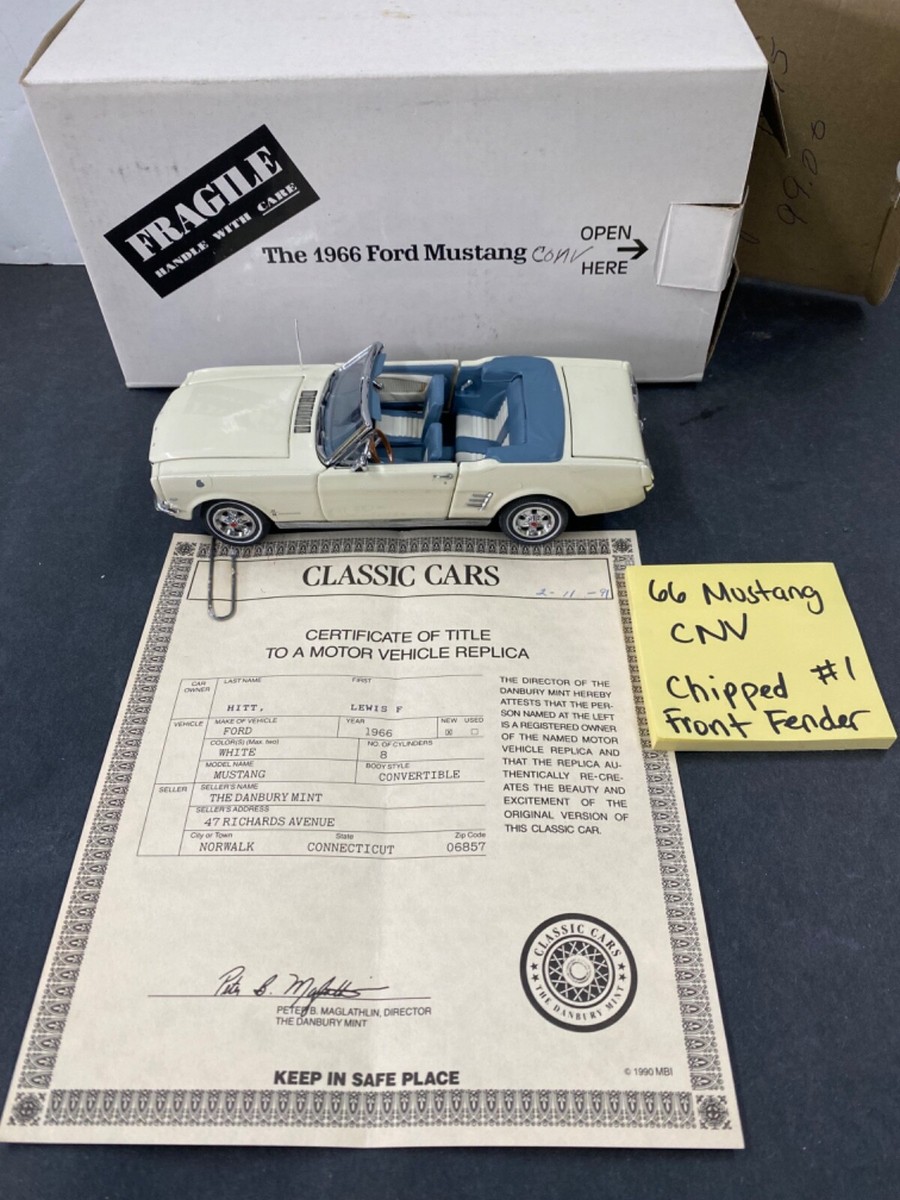 FRAGILE
HANDLE WITH CARE
The 1966 Ford Mustang Conv
OPEN
HERE
99.00
CLASSIC CARS
2-11-91
CERTIFICATE OF TITLE
TO A MOTOR VEHICLE REPLICA
CAR OWNER
LAST NAME FIRST
HITT, LEWIS F
VEHICLE
MAKE OF VEHICLE YEAR NEW USED
FORD 1966
COLOR(S) (Max. two) NO. OF CYLINDERS
WHITE 8
MODEL NAME BODY STYLE
MUSTANG CONVERTIBLE
SELLER
SELLER'S NAME
THE DANBURY MINT
SELLER'S ADDRESS
47 RICHARDS AVENUE
City or Town State Zip Code
NORWALK CONNECTICUT 06857
THE DIRECTOR OF THE
DANBURY MINT HEREBY
ATTESTS THAT THE PER-
SON NAMED AT THE LEFT
IS A REGISTERED OWNER
OF THE NAMED MOTOR
VEHICLE REPLICA AND
THAT THE REPLICA AU-
THENTICALLY RE-CRE-
ATES THE BEAUTY AND
EXCITEMENT OF THE
ORIGINAL VERSION OF
THIS CLASSIC CAR.
66 Mustang
CNV
Chipped #1
Front Fender
CLASSIC CARS
THE DANBURY MINT
Peter B. Maglathlin
PETER B. MAGLATHLIN, DIRECTOR
THE DANBURY MINT
KEEP IN SAFE PLACE
© 1990 MBI